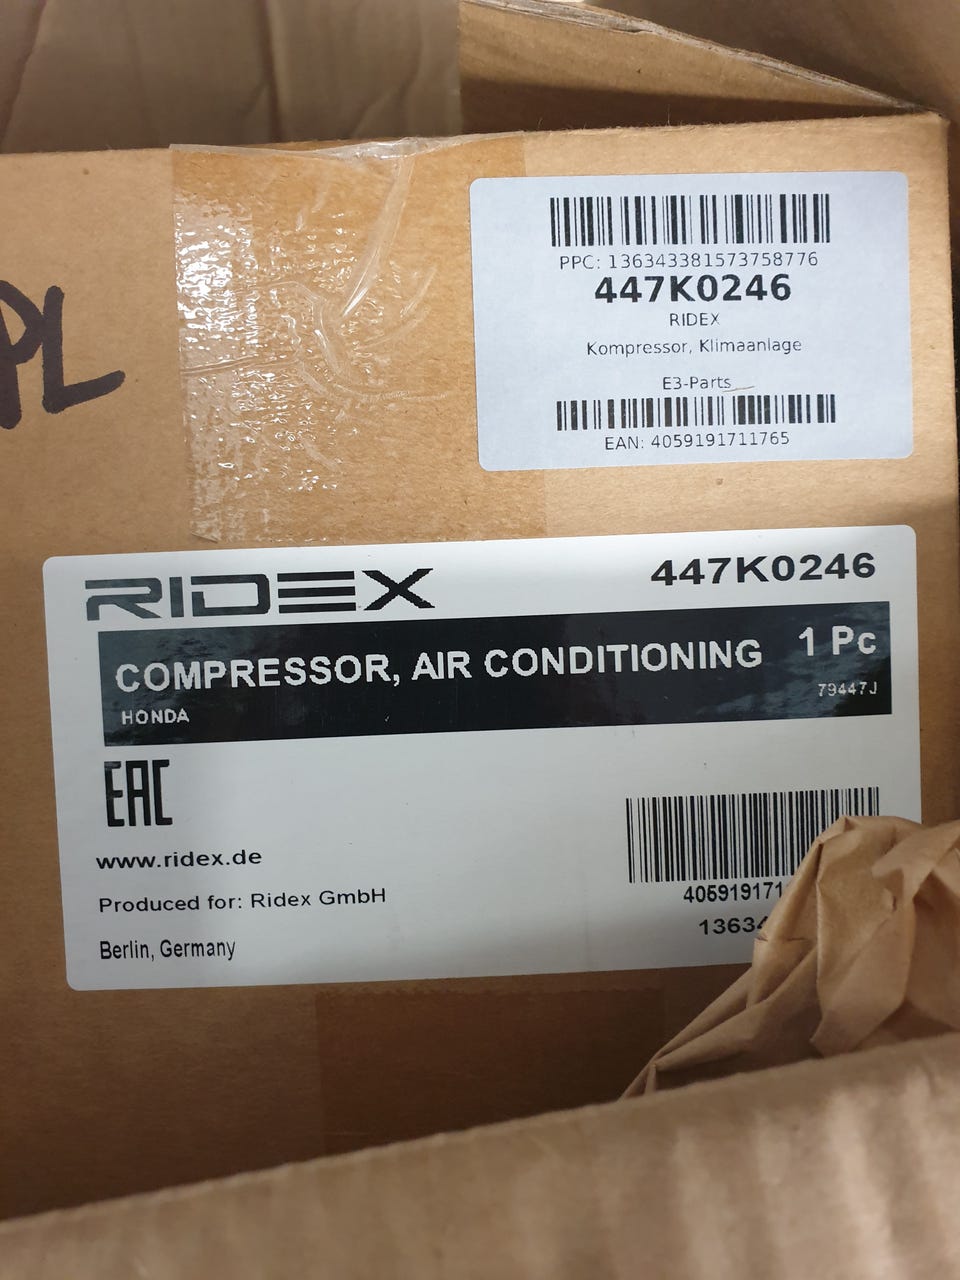 PL
PPC: 136343381573758776
447K0246
RIDEX
Kompressor, Klimaanlage
E3-Parts
EAN: 4059191711765
RIDEX 447K0246
COMPRESSOR, AIR CONDITIONING 1 Pc
HONDA 79447J
EAC
www.ridex.de
Produced for: Ridex GmbH
Berlin, Germany
405919171
13634